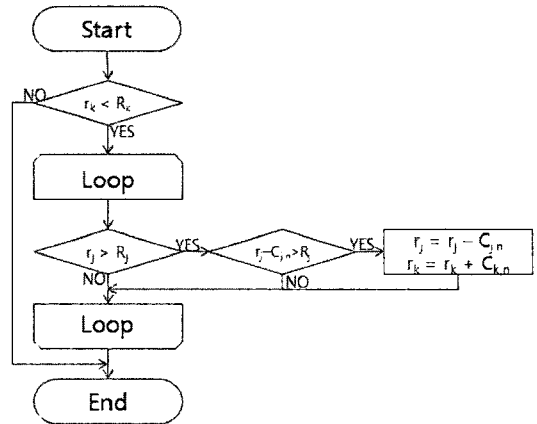 Start
NO
r_k < R_k
YES
Loop
r_j > R_j
YES
r_j-C_j,n>R_j
YES
r_j = r_j - C_j,n
r_k = r_k + C_k,n
NO
NO
Loop
End